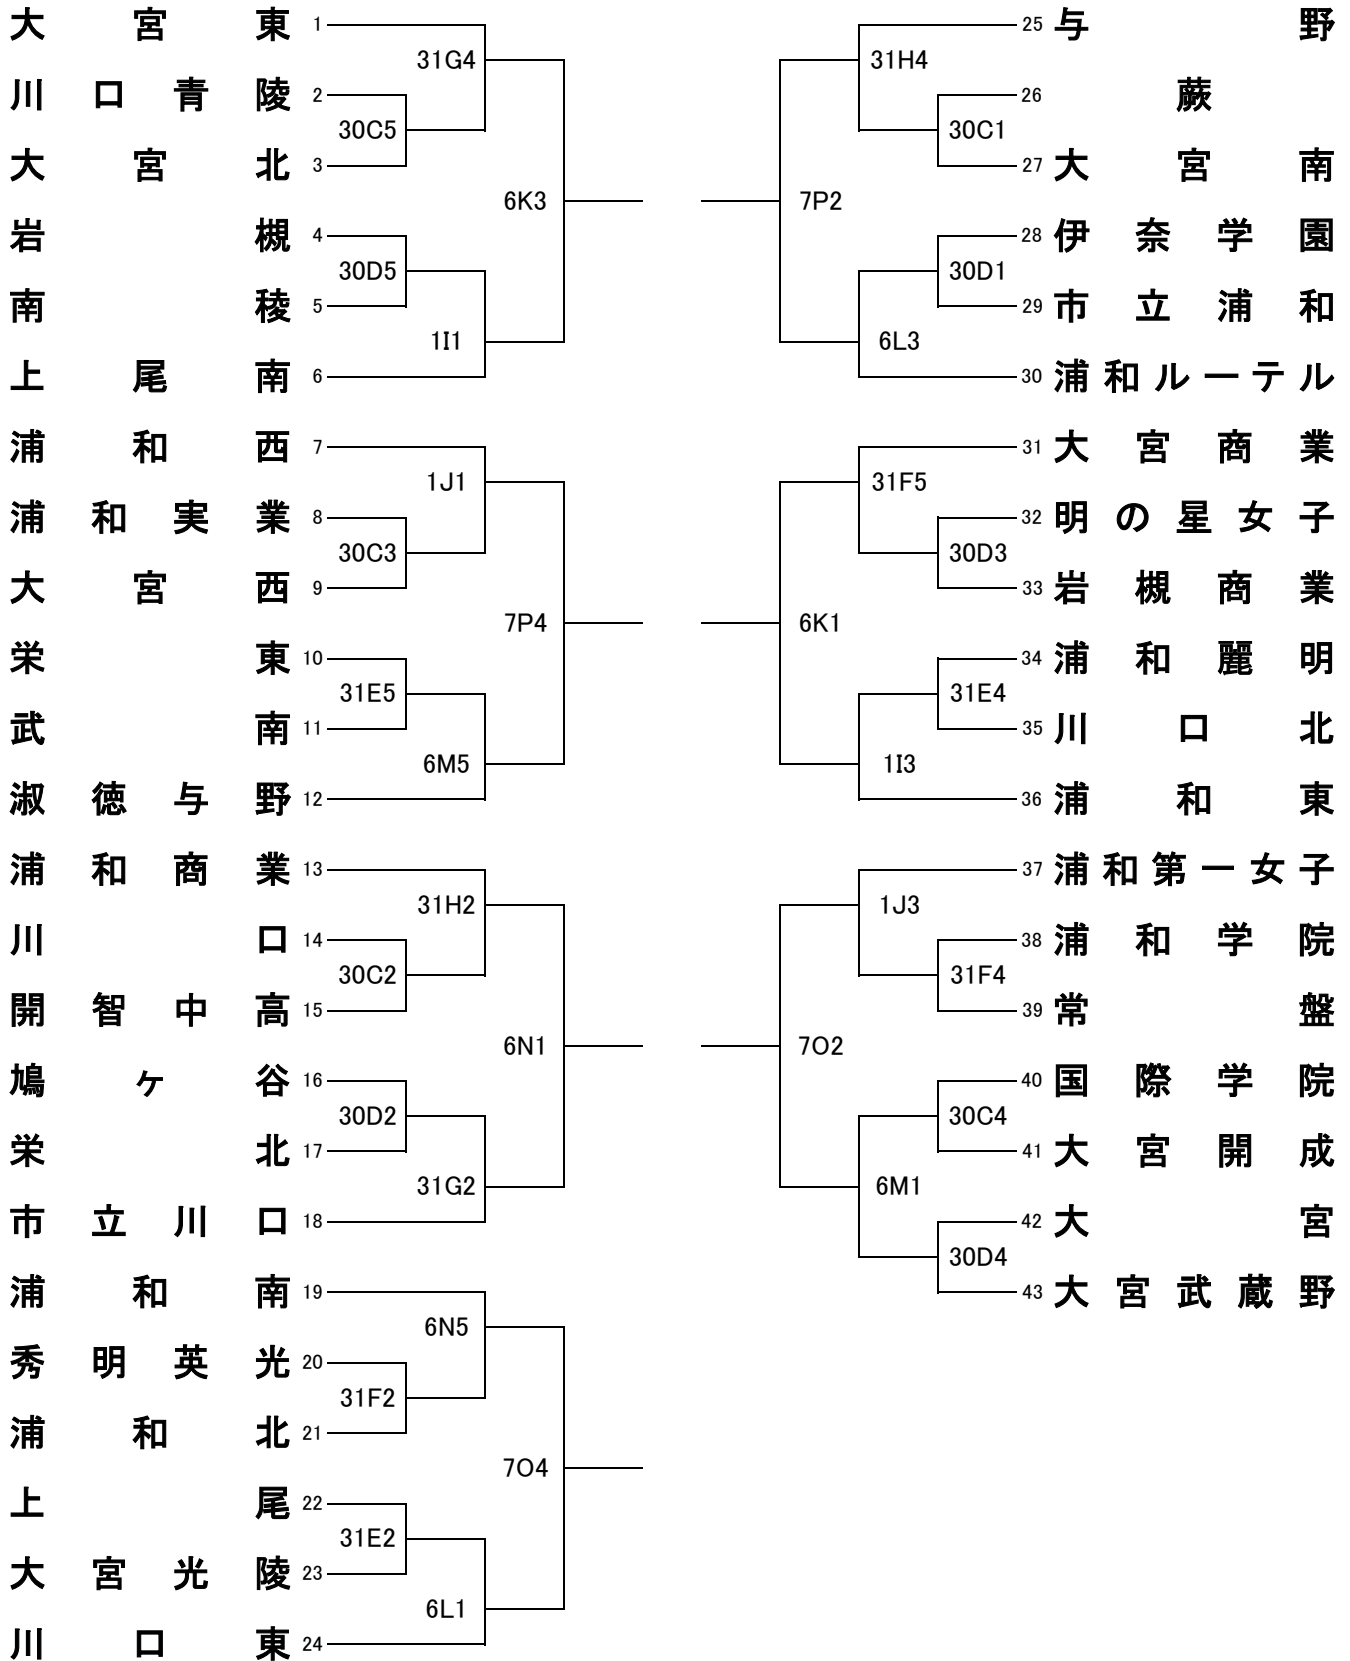 大宮東 1
31G4
川口青陵 2
30C5
大宮北 3
6K3
岩槻 4
30D5
南稜 5
1I1
上尾南 6
浦和西 7
1J1
浦和実業 8
30C3
大宮西 9
7P4
栄東 10
31E5
武南 11
6M5
淑徳与野 12
浦和商業 13
31H2
川口 14
30C2
開智中高 15
6N1
鳩ヶ谷 16
30D2
栄北 17
31G2
市立川口 18
浦和南 19
6N5
秀明英光 20
31F2
浦和北 21
7O4
上尾 22
31E2
大宮光陵 23
6L1
川口東 24
25 与野
31H4
26 蕨
30C1
27 大宮南
7P2
28 伊奈学園
30D1
29 市立浦和
6L3
30 浦和ルーテル
31 大宮商業
31F5
32 明の星女子
30D3
33 岩槻商業
6K1
34 浦和麗明
31E4
35 川口北
1I3
36 浦和東
37 浦和第一女子
1J3
38 浦和学院
31F4
39 常盤
7O2
40 国際学院
30C4
41 大宮開成
6M1
42 大宮
30D4
43 大宮武蔵野